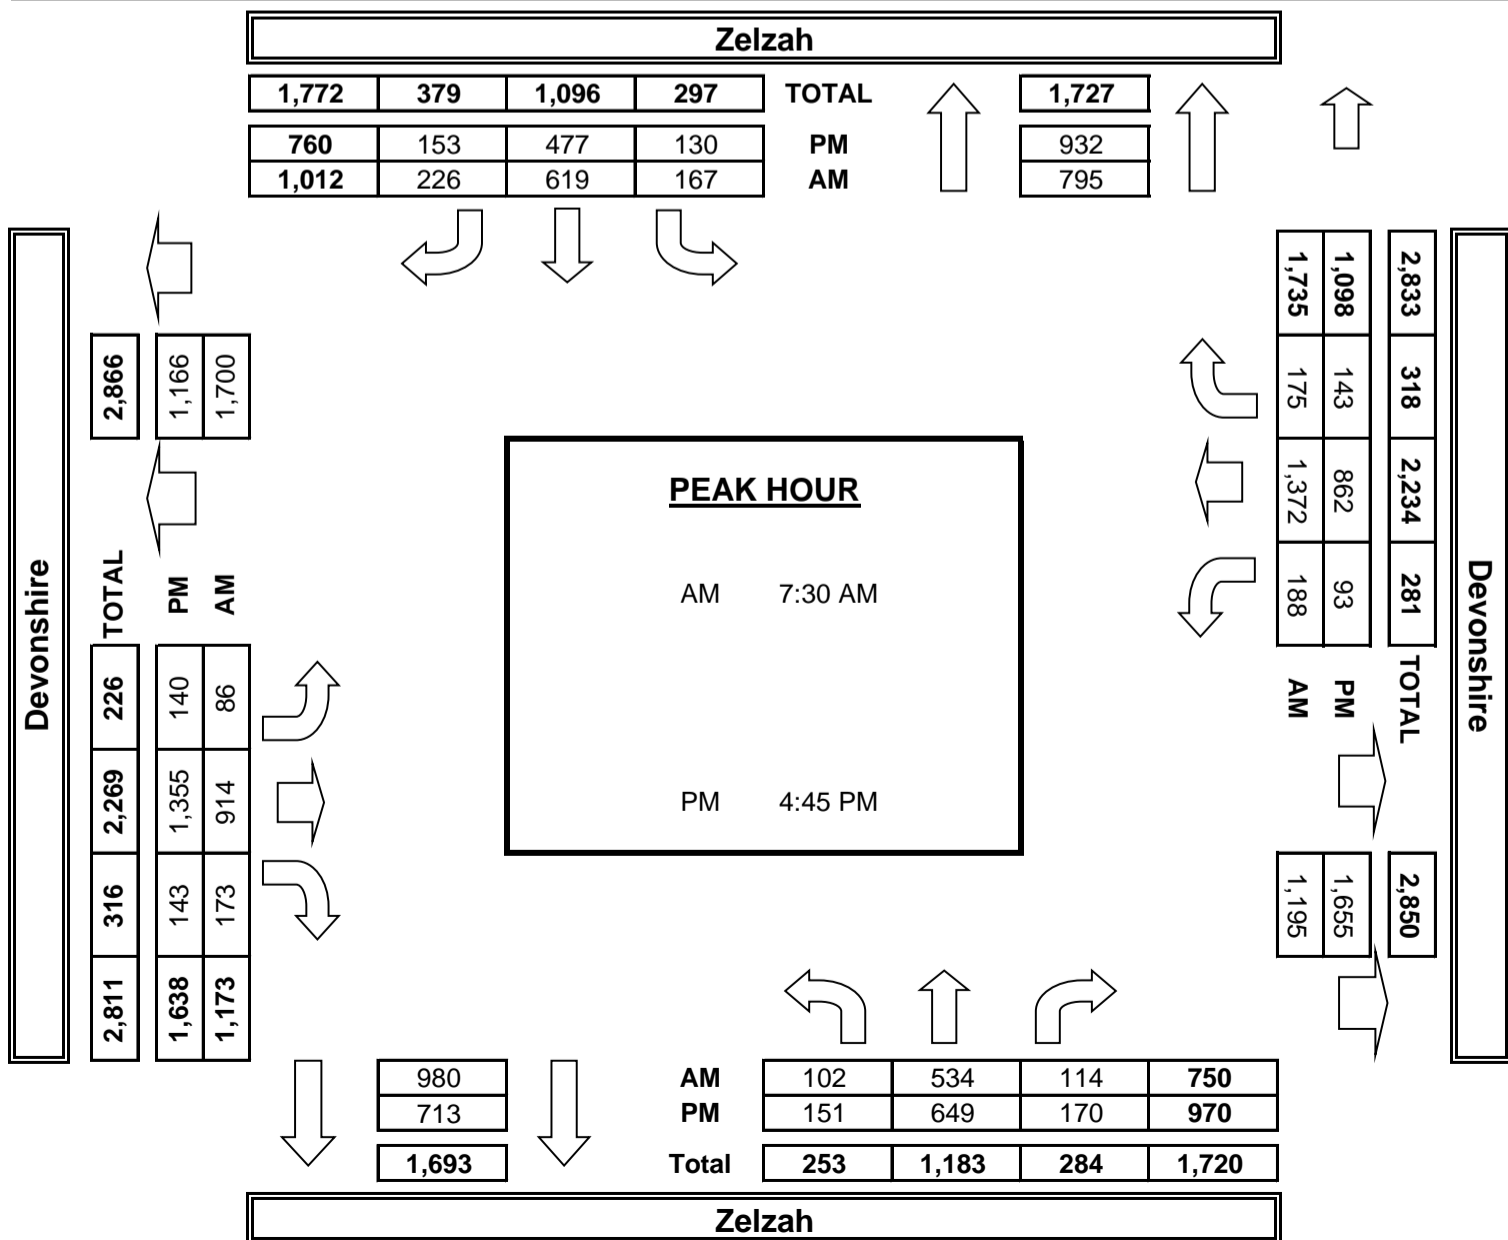 Zelzah
1,772 379 1,096 297 TOTAL 1,727
760 153 477 130 PM 932
1,012 226 619 167 AM 795
Devonshire
2,866
1,166
1,700
TOTAL PM AM
226 2,269 316 2,811
140 1,355 143 1,638
86 914 173 1,173
PEAK HOUR
AM 7:30 AM
PM 4:45 PM
2,833 318 2,234 281 TOTAL 2,850
1,098 143 862 93 PM 1,655
1,735 175 1,372 188 AM 1,195
Devonshire
980 AM 102 534 114 750
713 PM 151 649 170 970
1,693 Total 253 1,183 284 1,720
Zelzah